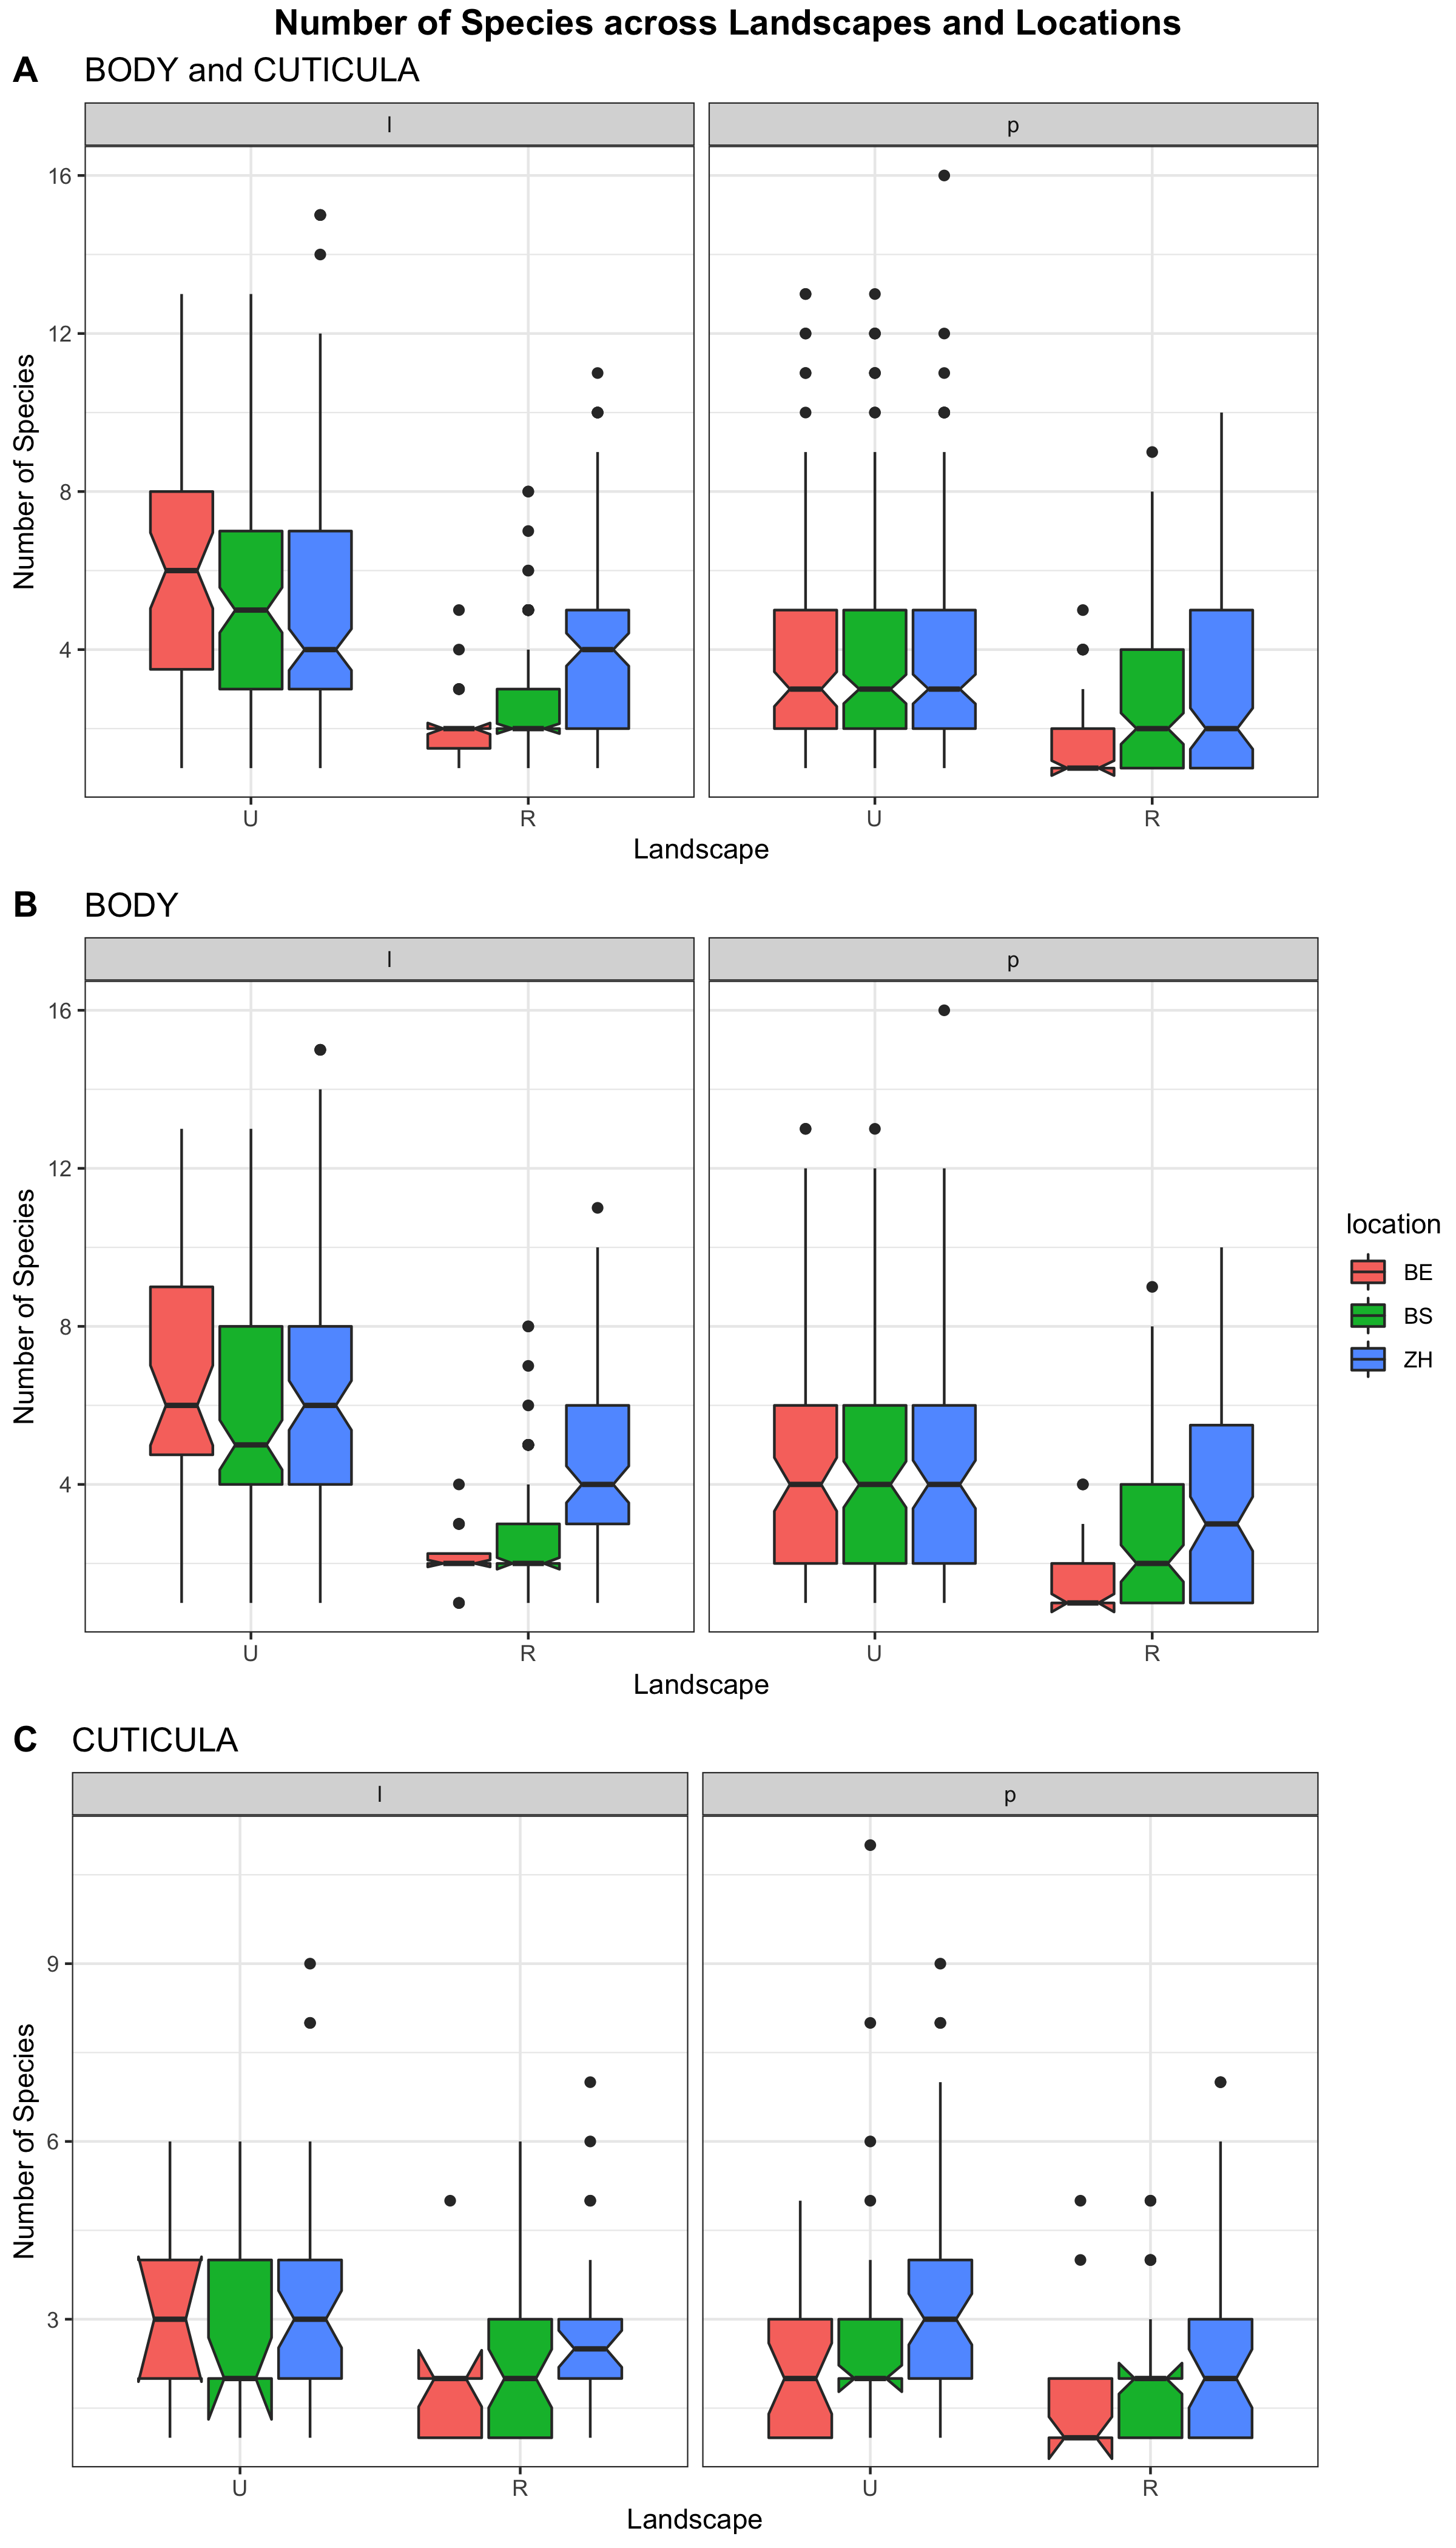 Number of Species across Landscapes and Locations
A BODY and CUTICULA
l p
16
12
8
4
Number of Species
U R U R
Landscape
B BODY
l p
16
12
8
4
Number of Species
U R U R
Landscape
location
BE
BS
ZH
C CUTICULA
l p
9
6
3
Number of Species
U R U R
Landscape